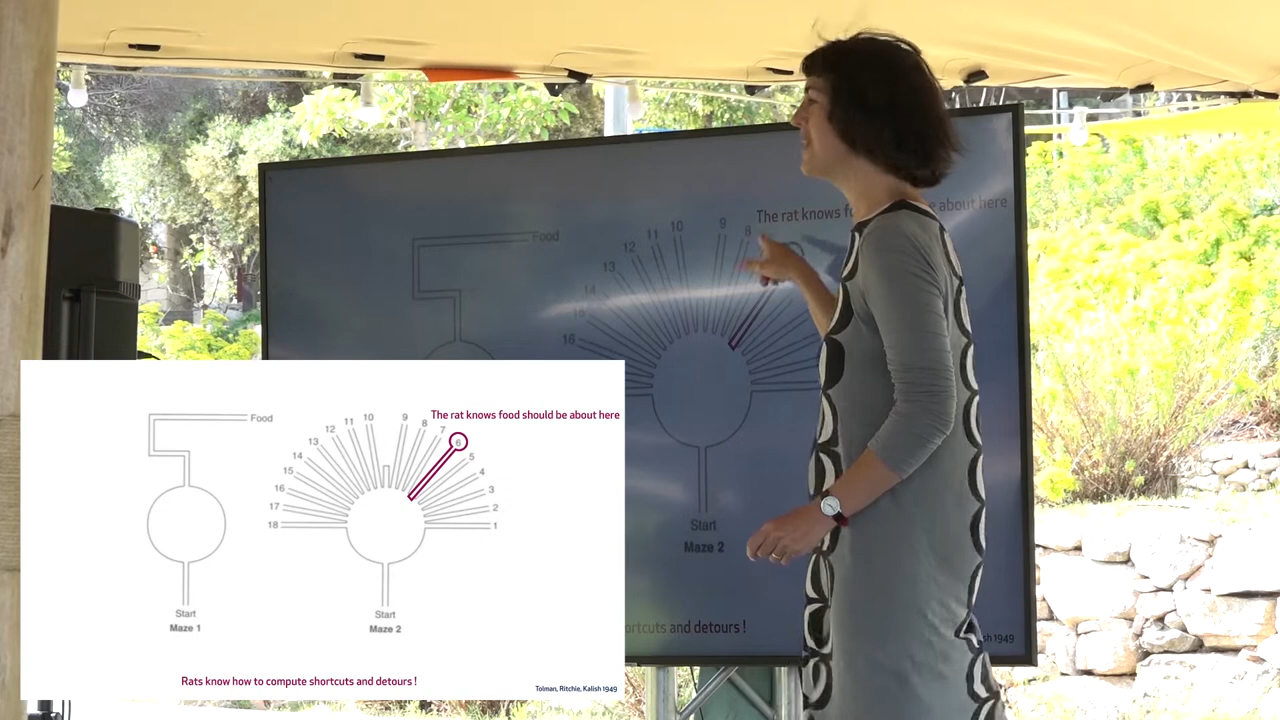 The rat knows fo
e about here
Food
10
9
8
11
12
13
14
15
16
Start
Maze 2
ortcuts and detours !
sh 1949
The rat knows food should be about here
Food
10
9
8
7
6
5
4
3
2
1
11
12
13
14
15
16
17
18
Start
Maze 1
Start
Maze 2
Rats know how to compute shortcuts and detours !
Tolman, Ritchie, Kalish 1949